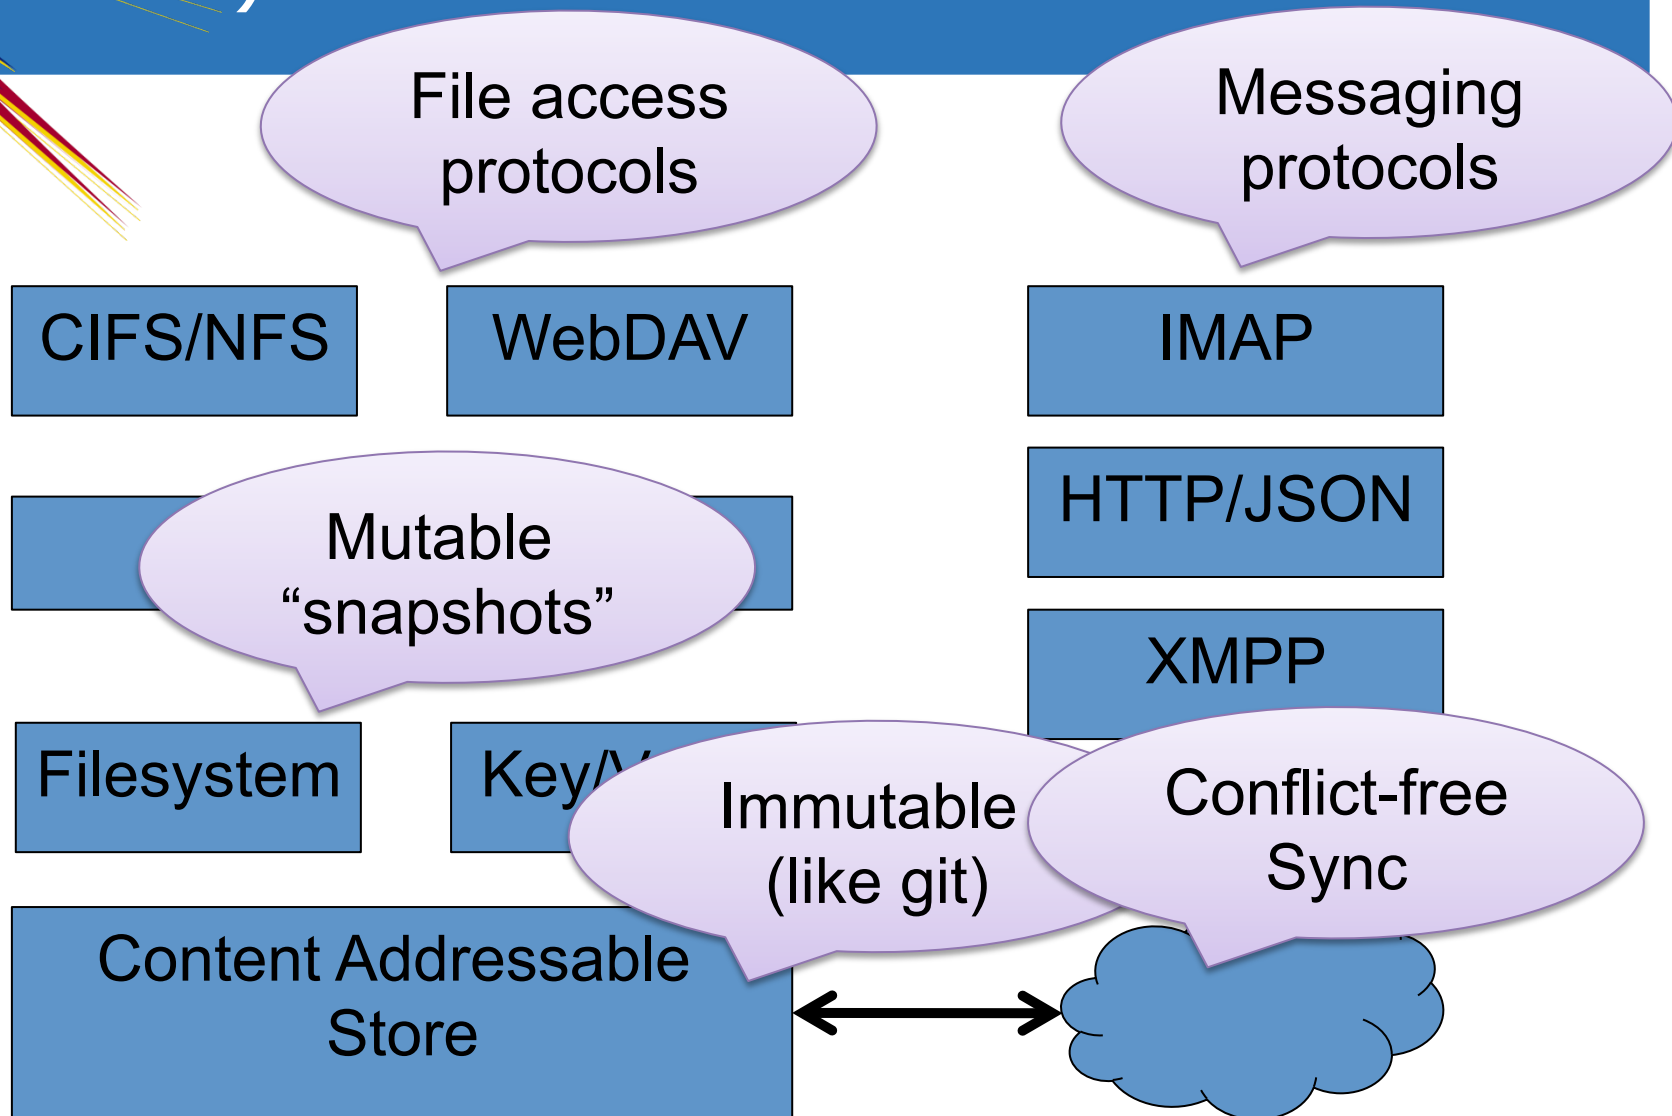 File access
protocols
Messaging
protocols
CIFS/NFS
WebDAV
IMAP
HTTP/JSON
Mutable
“snapshots”
XMPP
Filesystem
Immutable
(like git)
Conflict-free
Sync
Content Addressable
Store